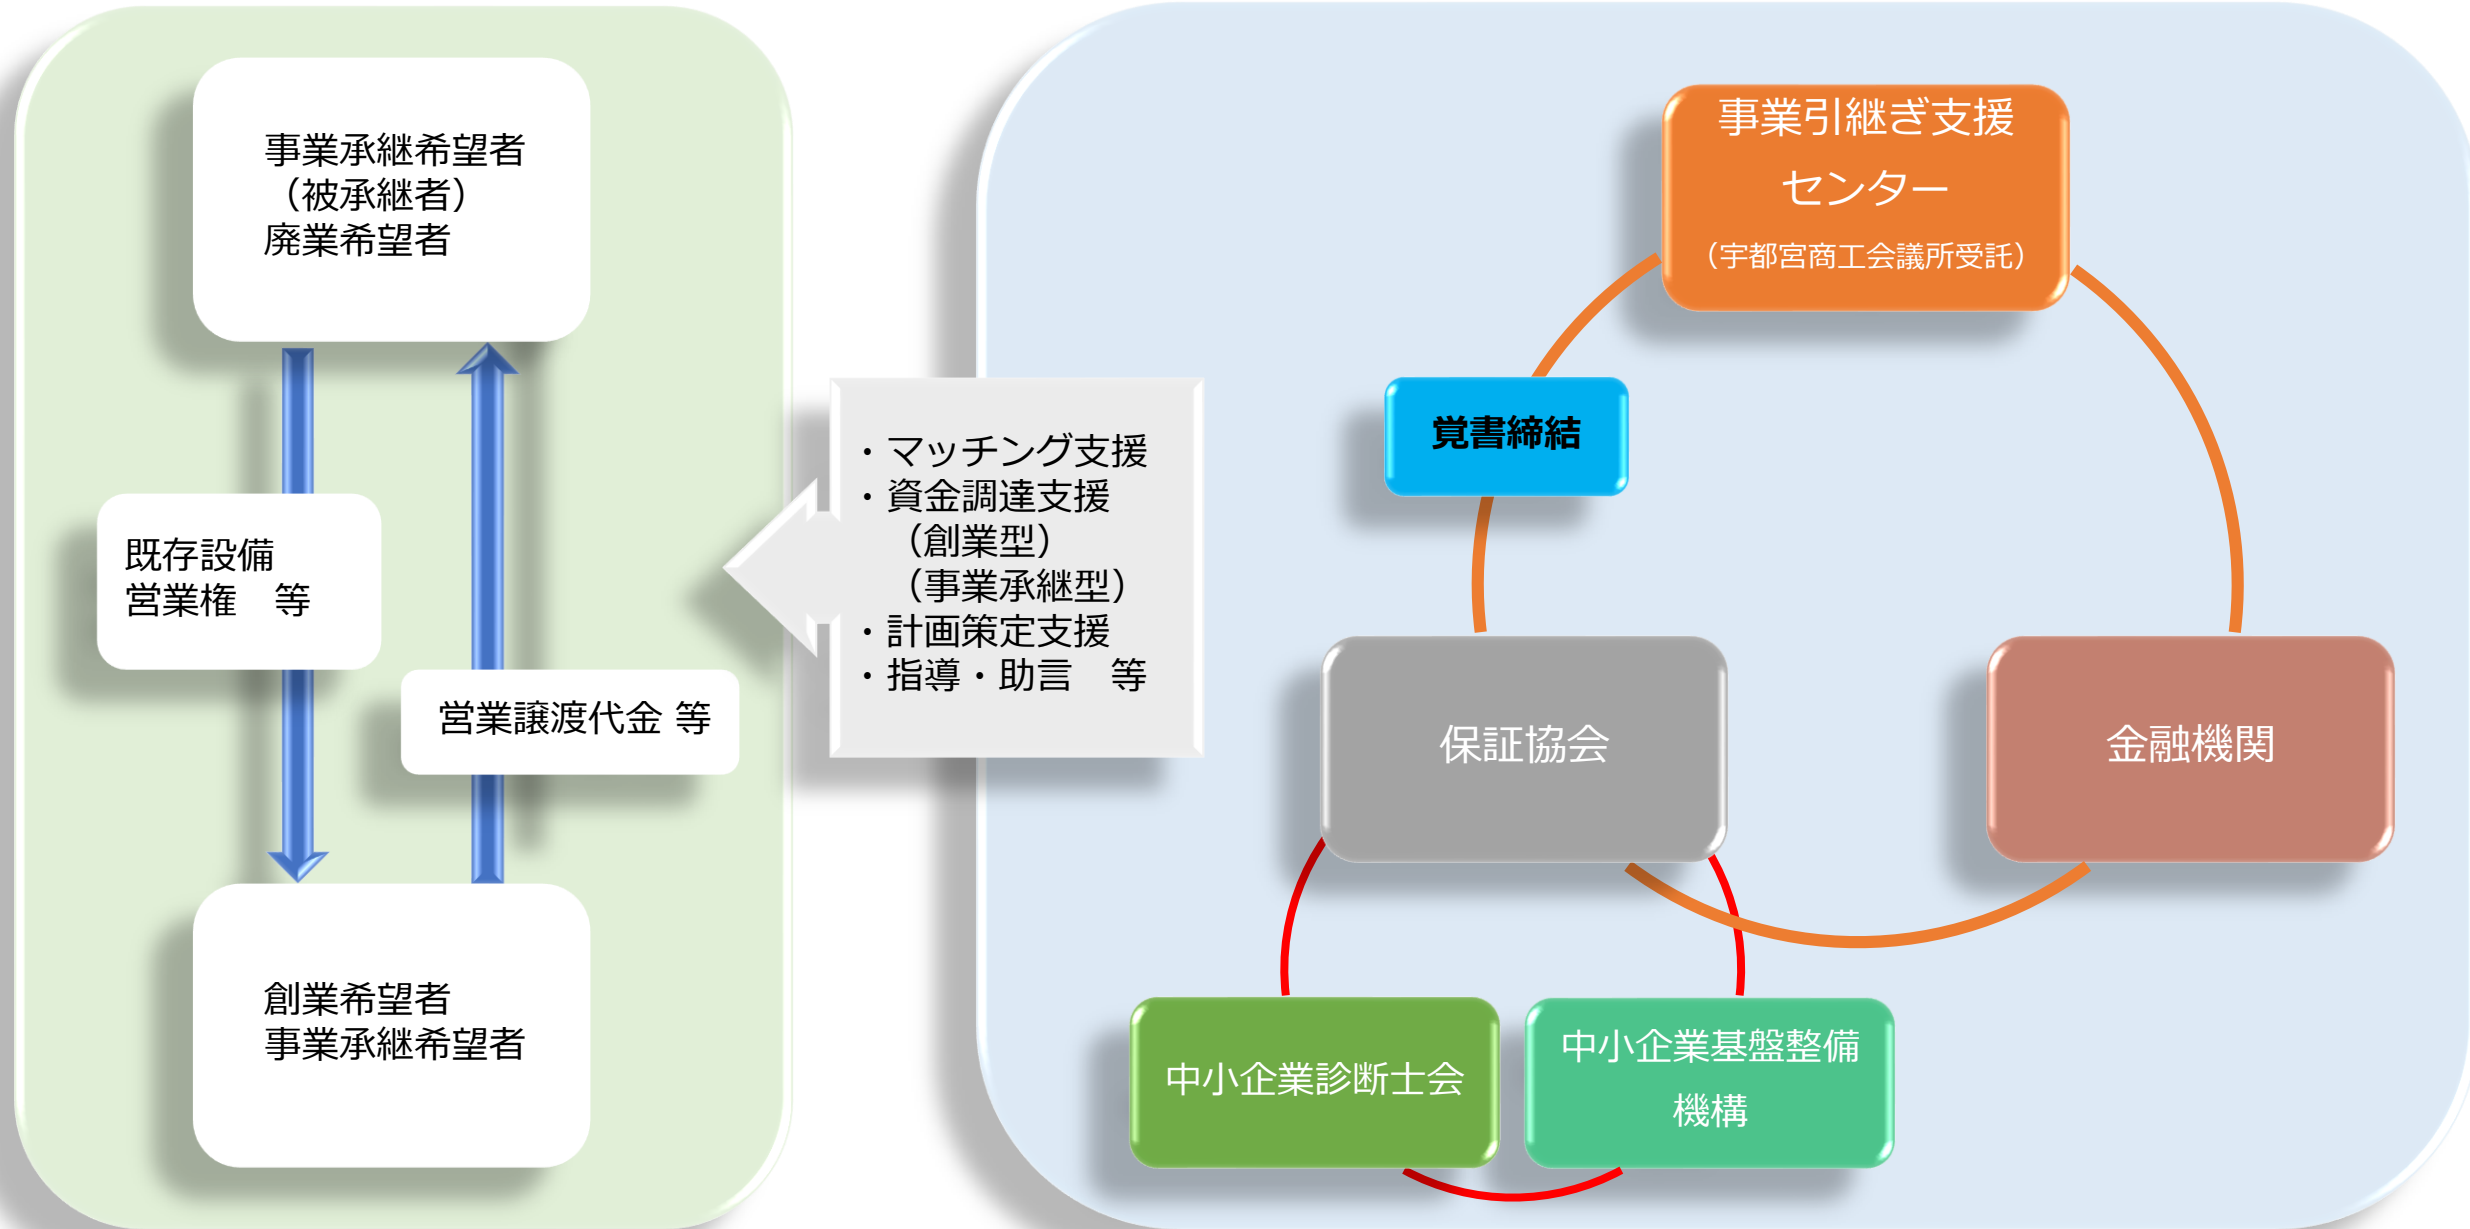 事業承継希望者
（被承継者）
廃業希望者
既存設備
営業権　等
営業譲渡代金 等
創業希望者
事業承継希望者
・マッチング支援
・資金調達支援
（創業型）
（事業承継型）
・計画策定支援
・指導・助言　等
事業引継ぎ支援
センター
（宇都宮商工会議所受託）
覚書締結
保証協会
金融機関
中小企業診断士会
中小企業基盤整備
機構